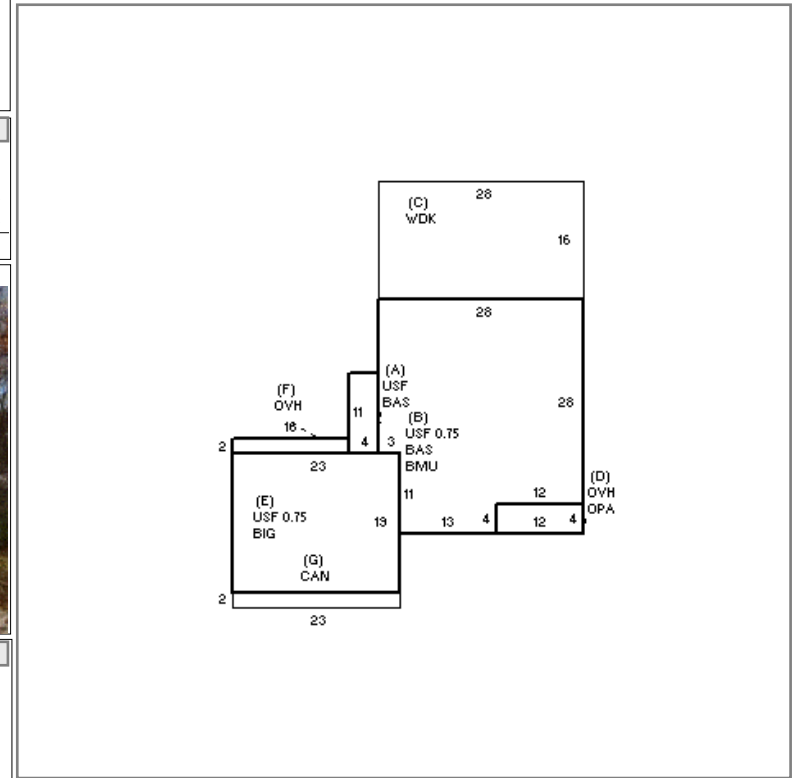 28
(C)
WDK
16
28
(A)
USF
BAS
(F)
OVH
11
28
16
(B)
USF 0.75
BAS
BMU
2
4
3
23
(D)
OVH
OPA
11
12
(E)
USF 0.75
BIG
19
13
4
12
4
(G)
CAN
2
23